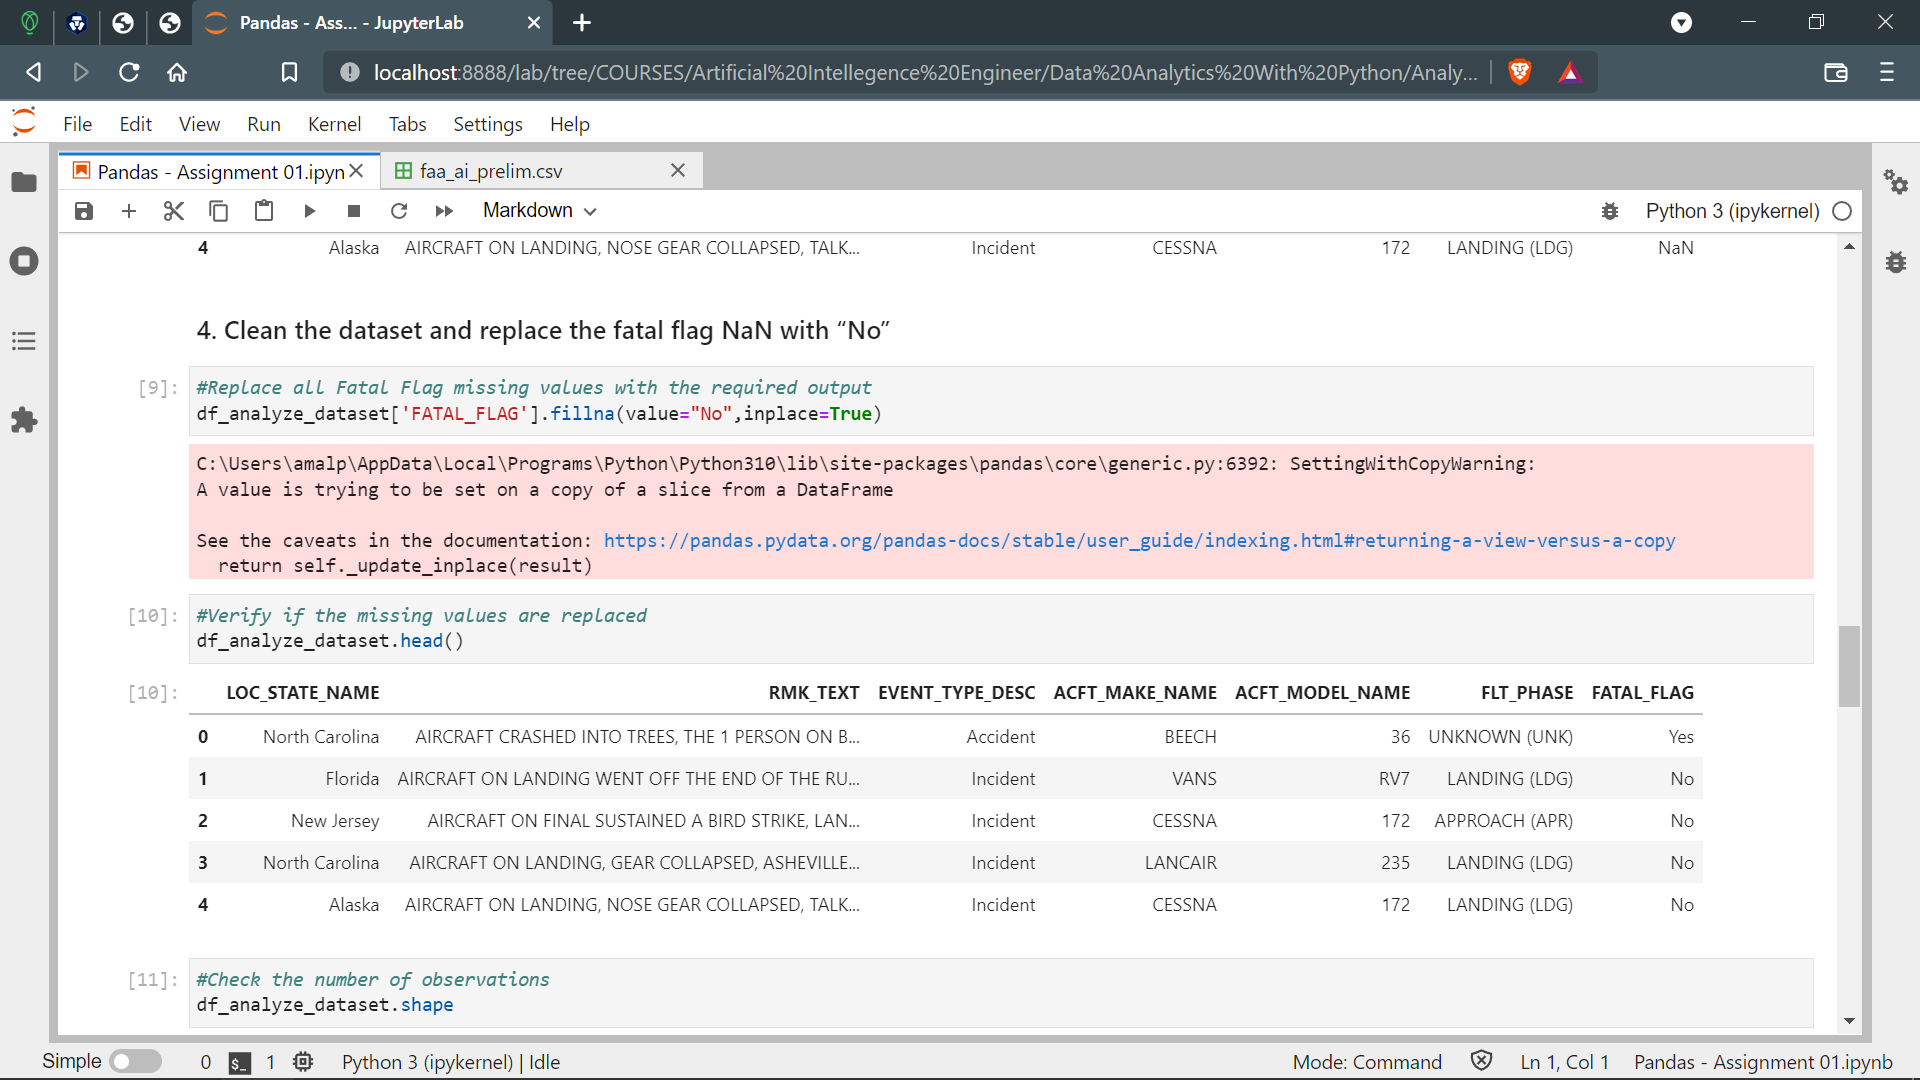 Pandas - Ass... - JupyterLab
localhost:8888/lab/tree/COURSES/Artificial%20Intellegence%20Engineer/Data%20Analytics%20With%20Python/Analy...
File Edit View Run Kernel Tabs Settings Help
Pandas - Assignment 01.ipyn faa_ai_prelim.csv
Markdown Python 3 (ipykernel)
4 Alaska AIRCRAFT ON LANDING, NOSE GEAR COLLAPSED, TALK... Incident CESSNA 172 LANDING (LDG) NaN
4. Clean the dataset and replace the fatal flag NaN with “No”
[9]: #Replace all Fatal Flag missing values with the required output
df_analyze_dataset['FATAL_FLAG'].fillna(value="No",inplace=True)
C:\Users\amalp\AppData\Local\Programs\Python\Python310\lib\site-packages\pandas\core\generic.py:6392: SettingWithCopyWarning:
A value is trying to be set on a copy of a slice from a DataFrame
See the caveats in the documentation: https://pandas.pydata.org/pandas-docs/stable/user_guide/indexing.html#returning-a-view-versus-a-copy
return self._update_inplace(result)
[10]: #Verify if the missing values are replaced
df_analyze_dataset.head()
[10]: LOC_STATE_NAME RMK_TEXT EVENT_TYPE_DESC ACFT_MAKE_NAME ACFT_MODEL_NAME FLT_PHASE FATAL_FLAG
0 North Carolina AIRCRAFT CRASHED INTO TREES, THE 1 PERSON ON B... Accident BEECH 36 UNKNOWN (UNK) Yes
1 Florida AIRCRAFT ON LANDING WENT OFF THE END OF THE RU... Incident VANS RV7 LANDING (LDG) No
2 New Jersey AIRCRAFT ON FINAL SUSTAINED A BIRD STRIKE, LAN... Incident CESSNA 172 APPROACH (APR) No
3 North Carolina AIRCRAFT ON LANDING, GEAR COLLAPSED, ASHEVILLE... Incident LANCAIR 235 LANDING (LDG) No
4 Alaska AIRCRAFT ON LANDING, NOSE GEAR COLLAPSED, TALK... Incident CESSNA 172 LANDING (LDG) No
[11]: #Check the number of observations
df_analyze_dataset.shape
Simple 0 $_ 1 Python 3 (ipykernel) | Idle Mode: Command Ln 1, Col 1 Pandas - Assignment 01.ipynb